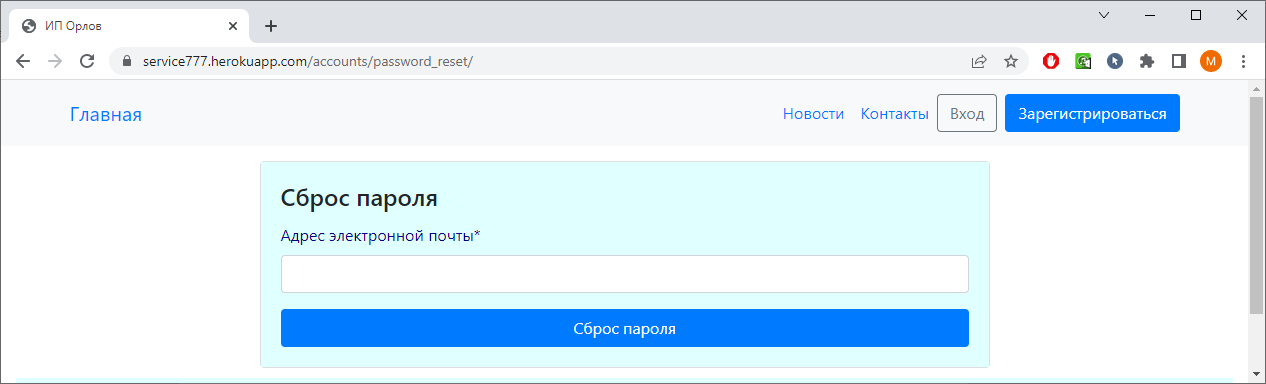 ИП Орлов
service777.herokuapp.com/accounts/password_reset/
M
Главная
Новости Контакты Вход Зарегистрироваться
Сброс пароля
Адрес электронной почты*
Сброс пароля